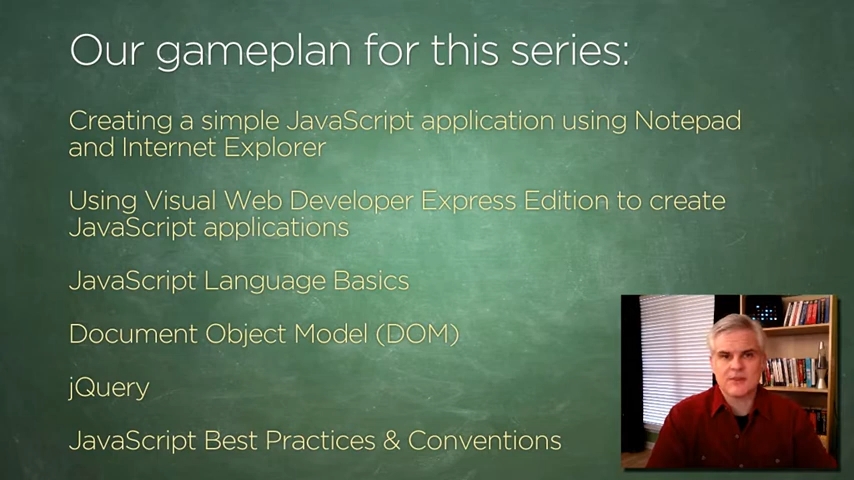 Our gameplan for this series:
Creating a simple JavaScript application using Notepad
and Internet Explorer
Using Visual Web Developer Express Edition to create
JavaScript applications
JavaScript Language Basics
Document Object Model (DOM)
jQuery
JavaScript Best Practices & Conventions